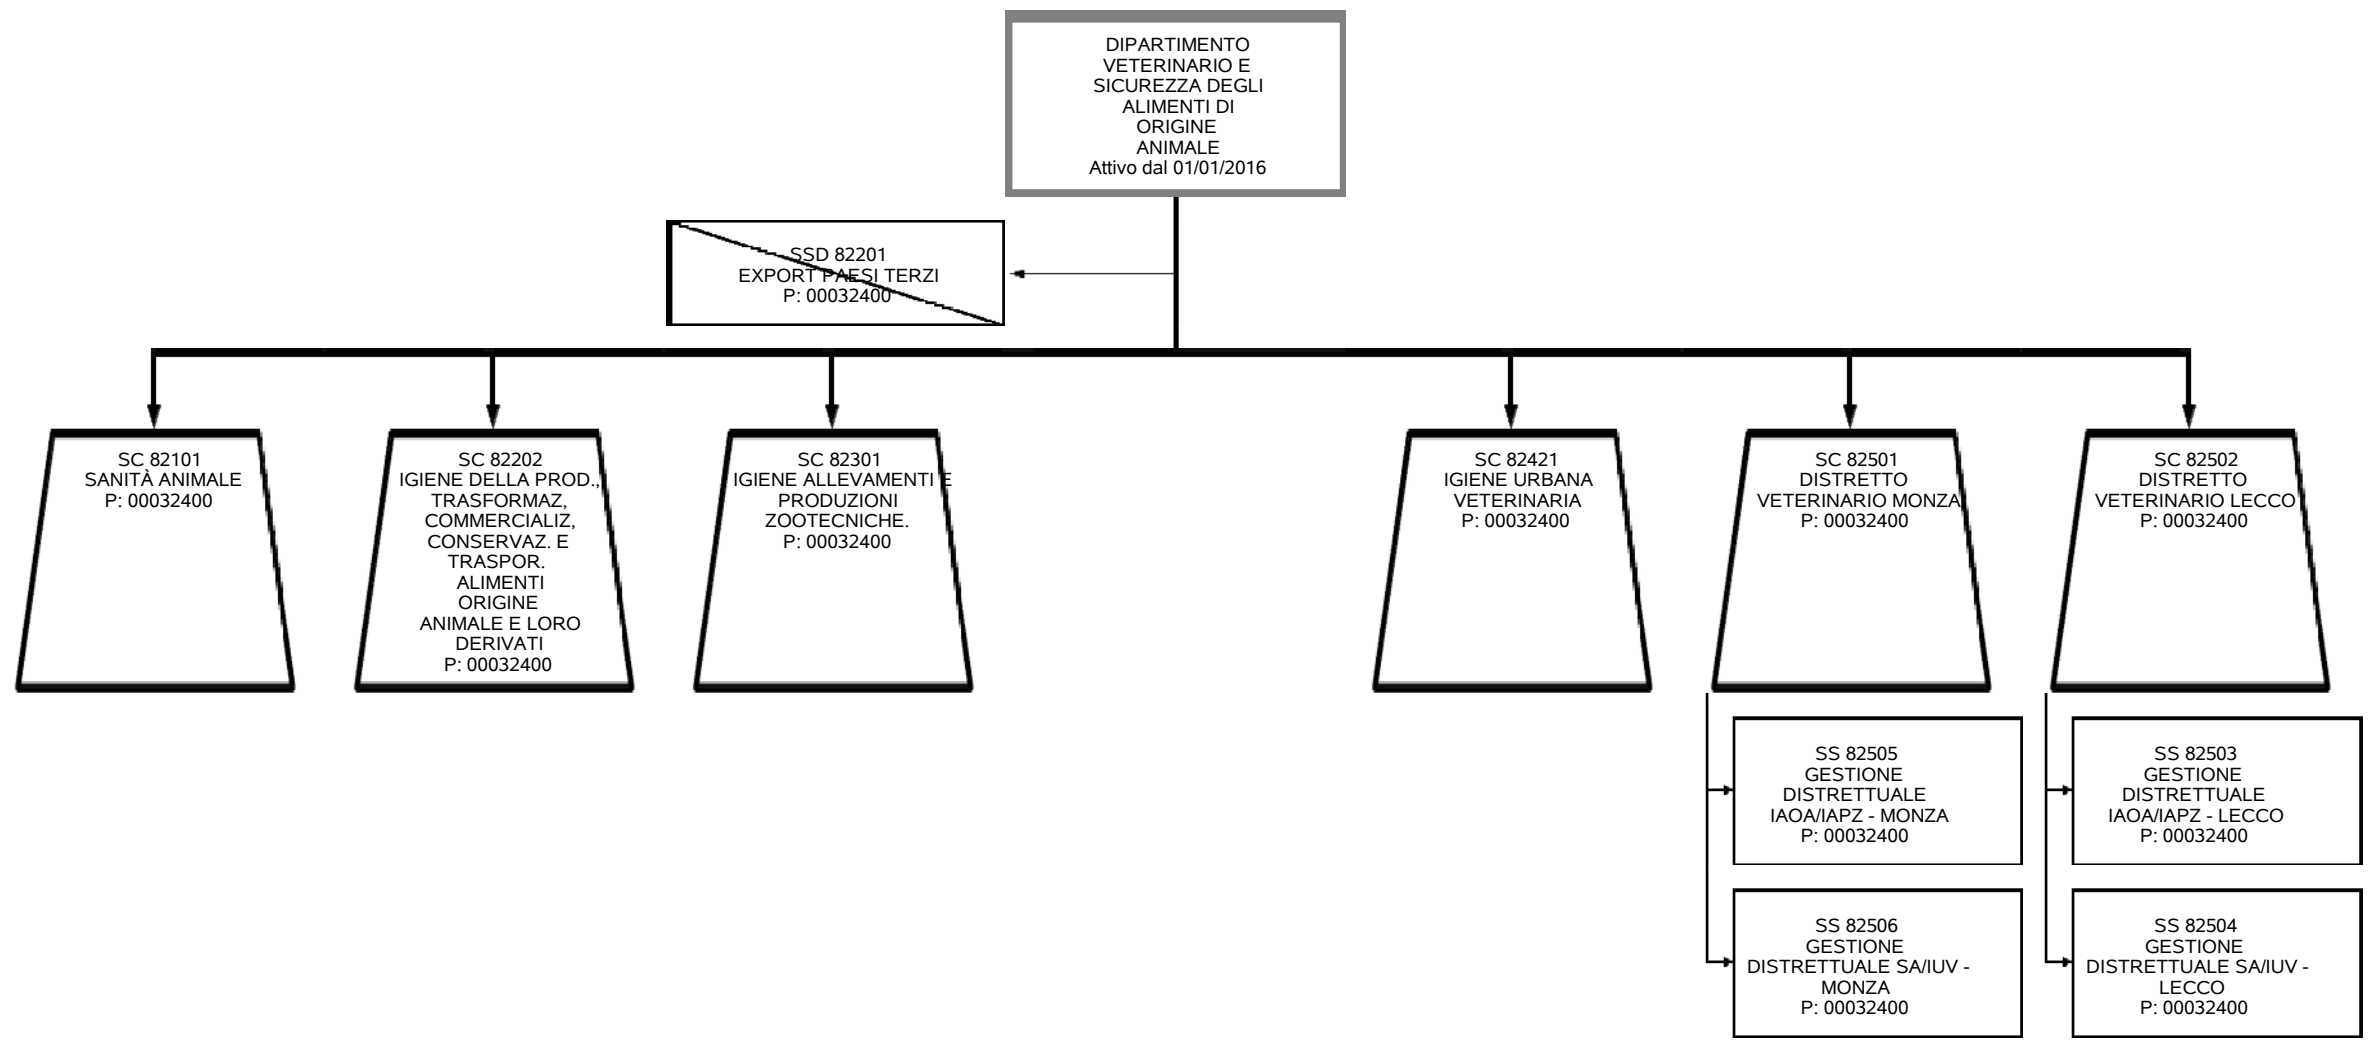 DIPARTIMENTO
VETERINARIO E
SICUREZZA DEGLI
ALIMENTI DI
ORIGINE
ANIMALE
Attivo dal 01/01/2016
SSD 82201
EXPORT PAESI TERZI
P: 00032400
SC 82101
SANITÀ ANIMALE
P: 00032400
SC 82202
IGIENE DELLA PROD.,
TRASFORMAZ,
COMMERCIALIZ,
CONSERVAZ. E
TRASPOR.
ALIMENTI
ORIGINE
ANIMALE E LORO
DERIVATI
P: 00032400
SC 82301
IGIENE ALLEVAMENTI E
PRODUZIONI
ZOOTECNICHE.
P: 00032400
SC 82421
IGIENE URBANA
VETERINARIA
P: 00032400
SC 82501
DISTRETTO
VETERINARIO MONZA
P: 00032400
SC 82502
DISTRETTO
VETERINARIO LECCO
P: 00032400
SS 82505
GESTIONE
DISTRETTUALE
IAOA/IAPZ - MONZA
P: 00032400
SS 82503
GESTIONE
DISTRETTUALE
IAOA/IAPZ - LECCO
P: 00032400
SS 82506
GESTIONE
DISTRETTUALE SA/IUV -
MONZA
P: 00032400
SS 82504
GESTIONE
DISTRETTUALE SA/IUV -
LECCO
P: 00032400